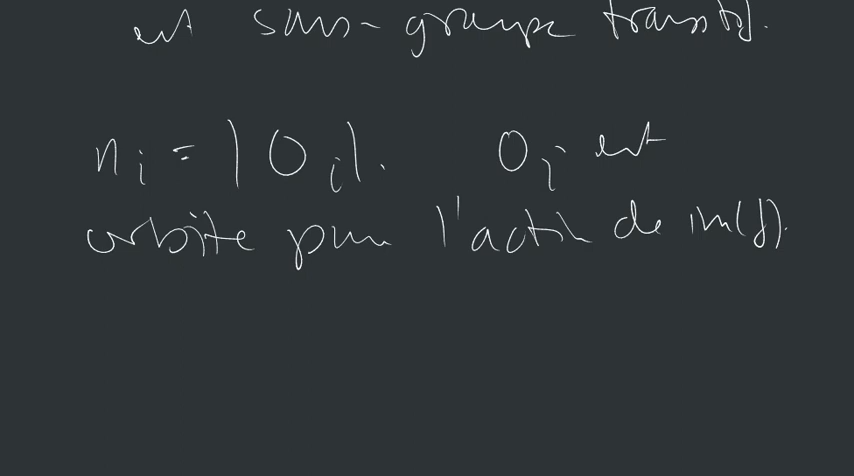 est sous-groupe transitif.
n_i = |O_i|. O_i est
orbite pour l'action de im(f).